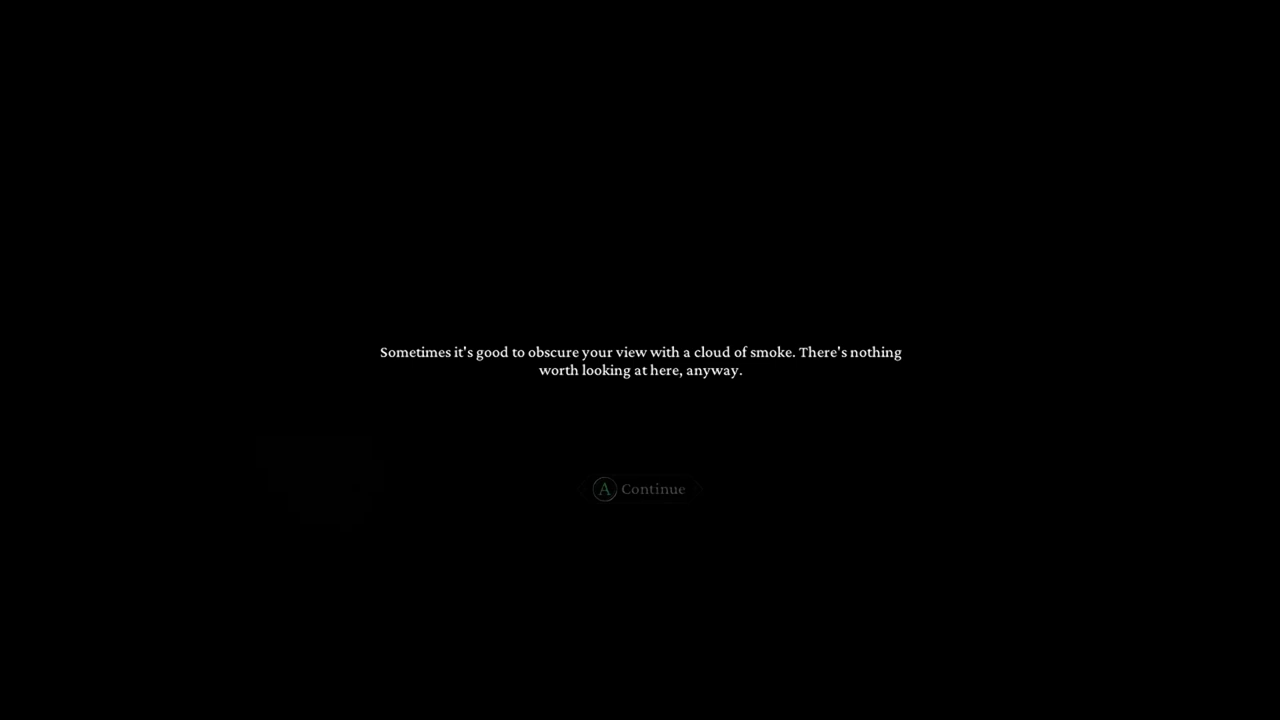 Sometimes it's good to obscure your view with a cloud of smoke. There's nothing
worth looking at here, anyway.
A Continue